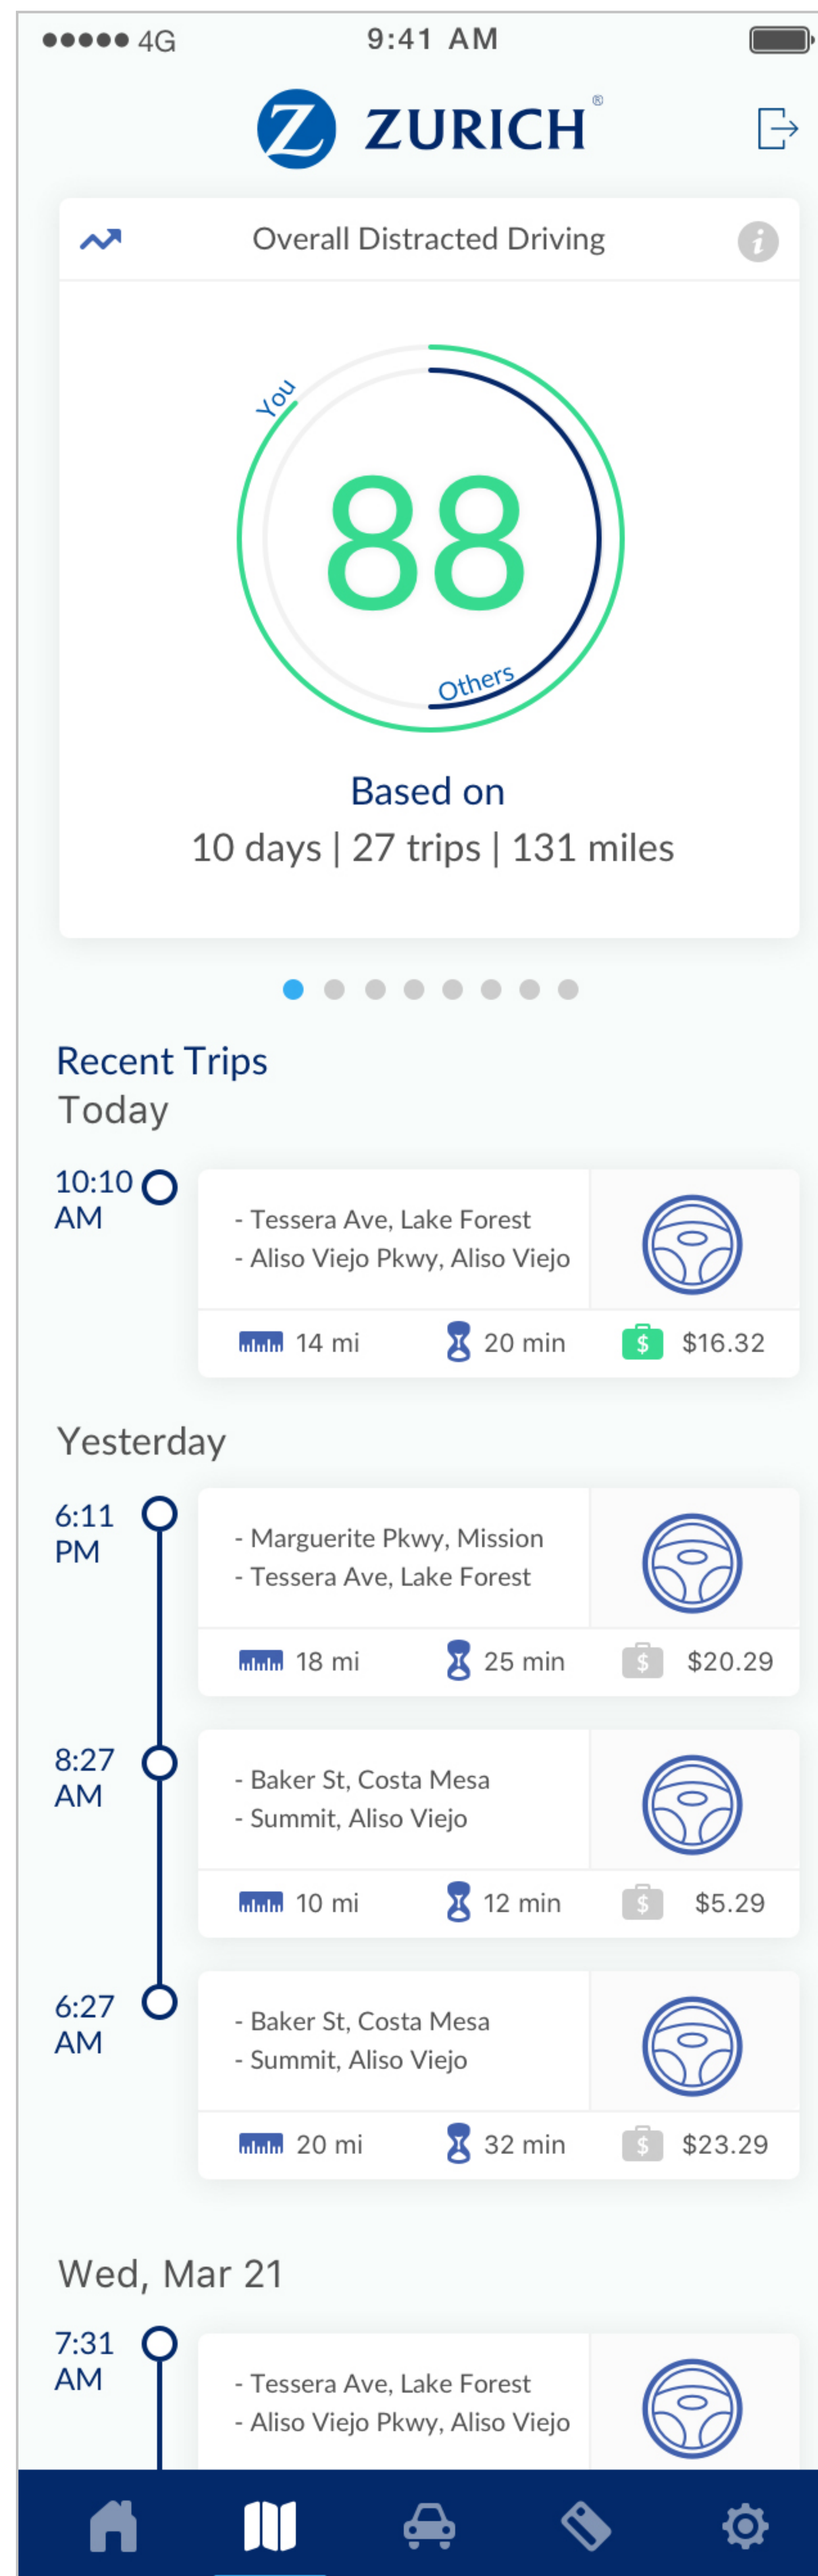 4G 9:41 AM
Z ZURICH®
Overall Distracted Driving i
You
88
Others
Based on
10 days | 27 trips | 131 miles
Recent Trips
Today
10:10
AM
- Tessera Ave, Lake Forest
- Aliso Viejo Pkwy, Aliso Viejo
14 mi 20 min $ $16.32
Yesterday
6:11
PM
- Marguerite Pkwy, Mission
- Tessera Ave, Lake Forest
18 mi 25 min $ $20.29
8:27
AM
- Baker St, Costa Mesa
- Summit, Aliso Viejo
10 mi 12 min $ $5.29
6:27
AM
- Baker St, Costa Mesa
- Summit, Aliso Viejo
20 mi 32 min $ $23.29
Wed, Mar 21
7:31
AM
- Tessera Ave, Lake Forest
- Aliso Viejo Pkwy, Aliso Viejo